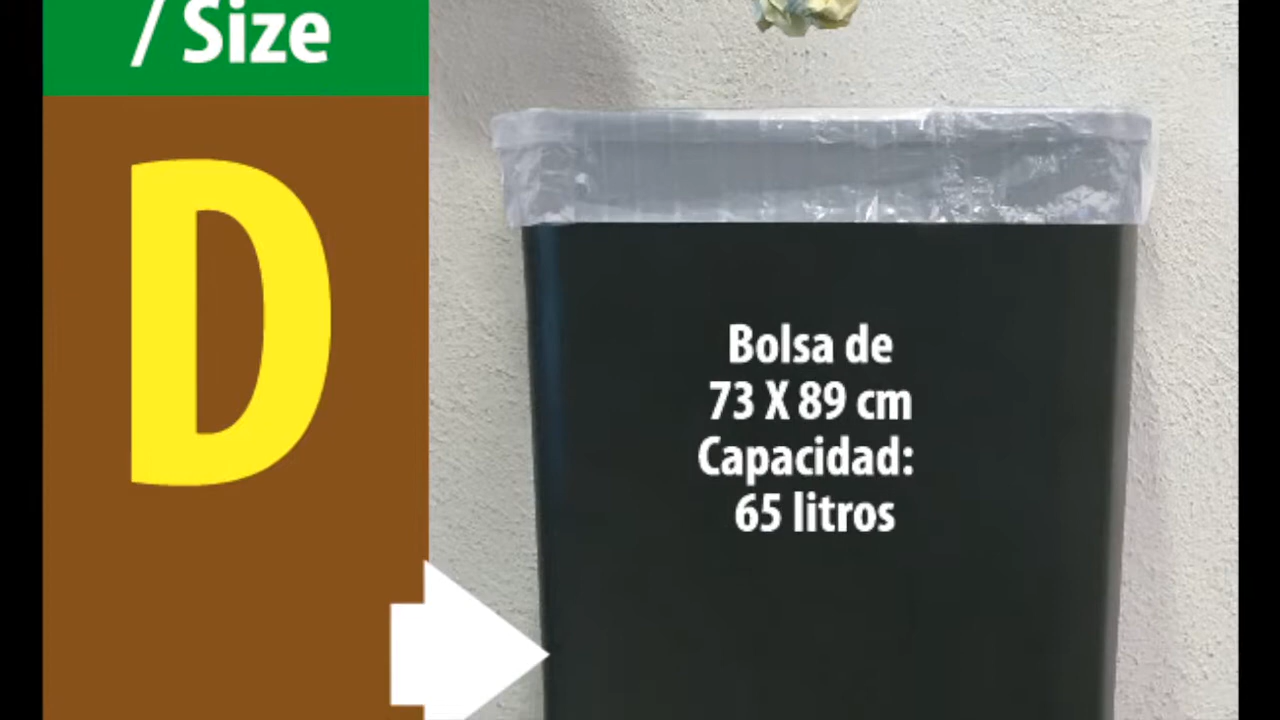 / Size
D
Bolsa de
73 X 89 cm
Capacidad:
65 litros